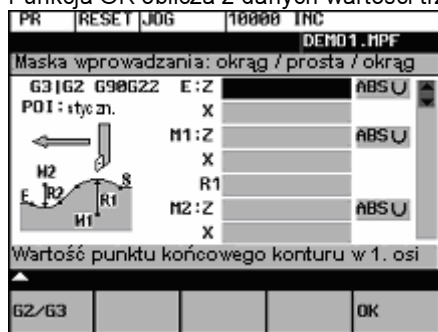 Funkcja OK oblicza z danych wartości trz
PR RESET JOG 10000 INC
DEMO1.MPF
Maska wprowadzania: okrąg / prosta / okrąg
G3|G2 G90G22 E:Z ABS U
POI: stycзn. X
M1:Z ABS U
X
M2 S R1
E R2 R1 M2:Z ABS U
M1 X
Wartość punktu końcowego konturu w 1. osi
G2/G3 OK